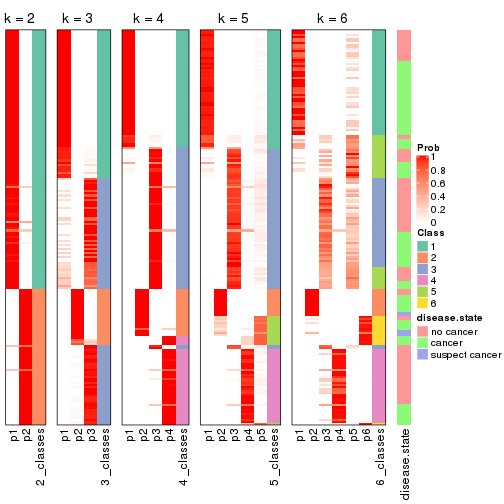 k = 2 k = 3 k = 4 k = 5 k = 6
Prob
1
0.8
0.6
0.4
0.2
0
Class
1
2
3
4
5
6
disease.state
no cancer
cancer
suspect cancer
p1 p2 2_classes p1 p2 p3 3_classes p1 p2 p3 p4 4_classes p1 p2 p3 p4 p5 5_classes p1 p2 p3 p4 p5 p6 6_classes disease.state